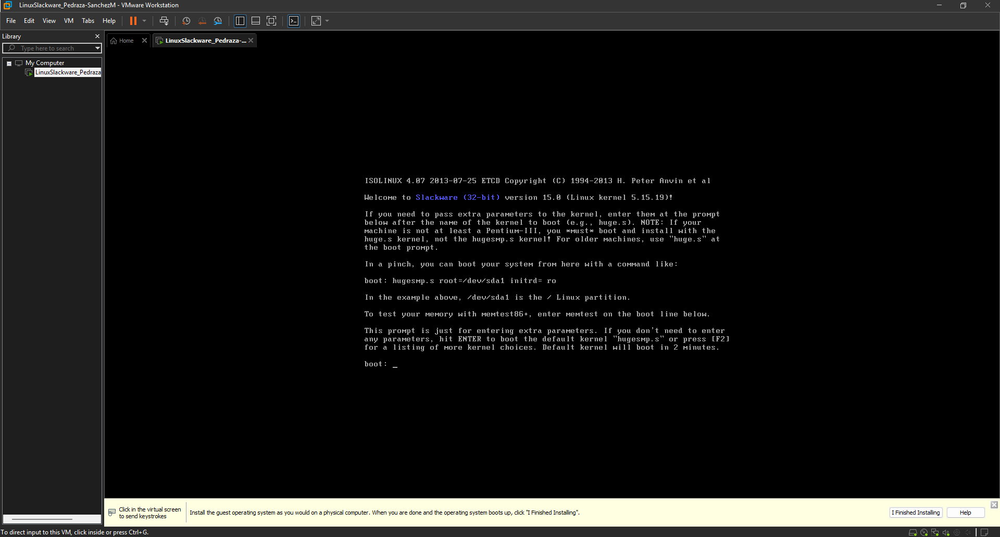 LinuxSlackware_Pedraza-SanchezM - VMware Workstation
File Edit View VM Tabs Help
Library
Type here to search
My Computer
LinuxSlackware_Pedraza
Home
LinuxSlackware_Pedraza-...
ISOLINUX 4.07 2013-07-25 ETCD Copyright (C) 1994-2013 H. Peter Anvin et al
Welcome to Slackware (32-bit) version 15.0 (Linux kernel 5.15.19)!
If you need to pass extra parameters to the kernel, enter them at the prompt
below after the name of the kernel to boot (e.g., huge.s). NOTE: If your
machine is not at least a Pentium-III, you *must* boot and install with the
huge.s kernel, not the hugesmp.s kernel! For older machines, use "huge.s" at
the boot prompt.
In a pinch, you can boot your system from here with a command like:
boot: hugesmp.s root=/dev/sda1 initrd= ro
In the example above, /dev/sda1 is the / Linux partition.
To test your memory with memtest86+, enter memtest on the boot line below.
This prompt is just for entering extra parameters. If you don't need to enter
any parameters, hit ENTER to boot the default kernel "hugesmp.s" or press [F2]
for a listing of more kernel choices. Default kernel will boot in 2 minutes.
boot: _
Click in the virtual screen
to send keystrokes
Install the guest operating system as you would on a physical computer. When you are done and the operating system boots up, click "I Finished Installing".
I Finished Installing
Help
To direct input to this VM, click inside or press Ctrl+G.